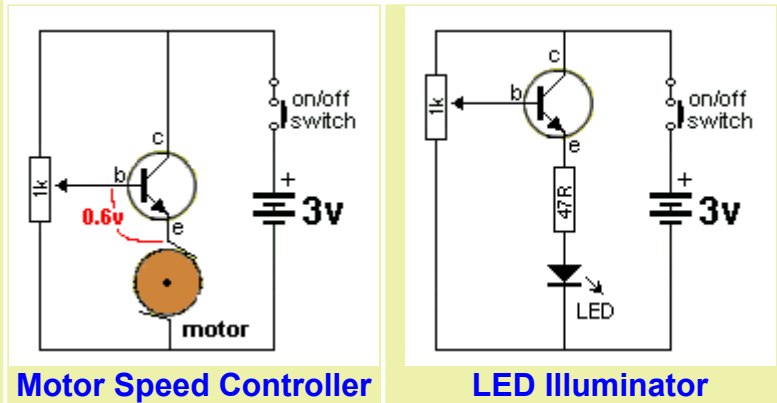 c
b
e
1k
0.6v
on/off
switch
+
3v
motor
Motor Speed Controller
c
b
e
1k
47R
LED
on/off
switch
+
3v
LED Illuminator